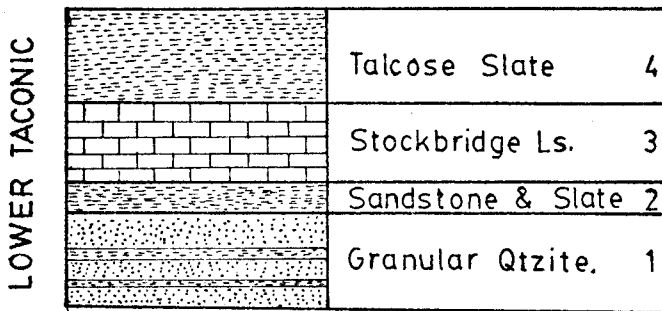 LOWER TACONIC
Talcose Slate 4
Stockbridge Ls. 3
Sandstone & Slate 2
Granular Qtzite. 1